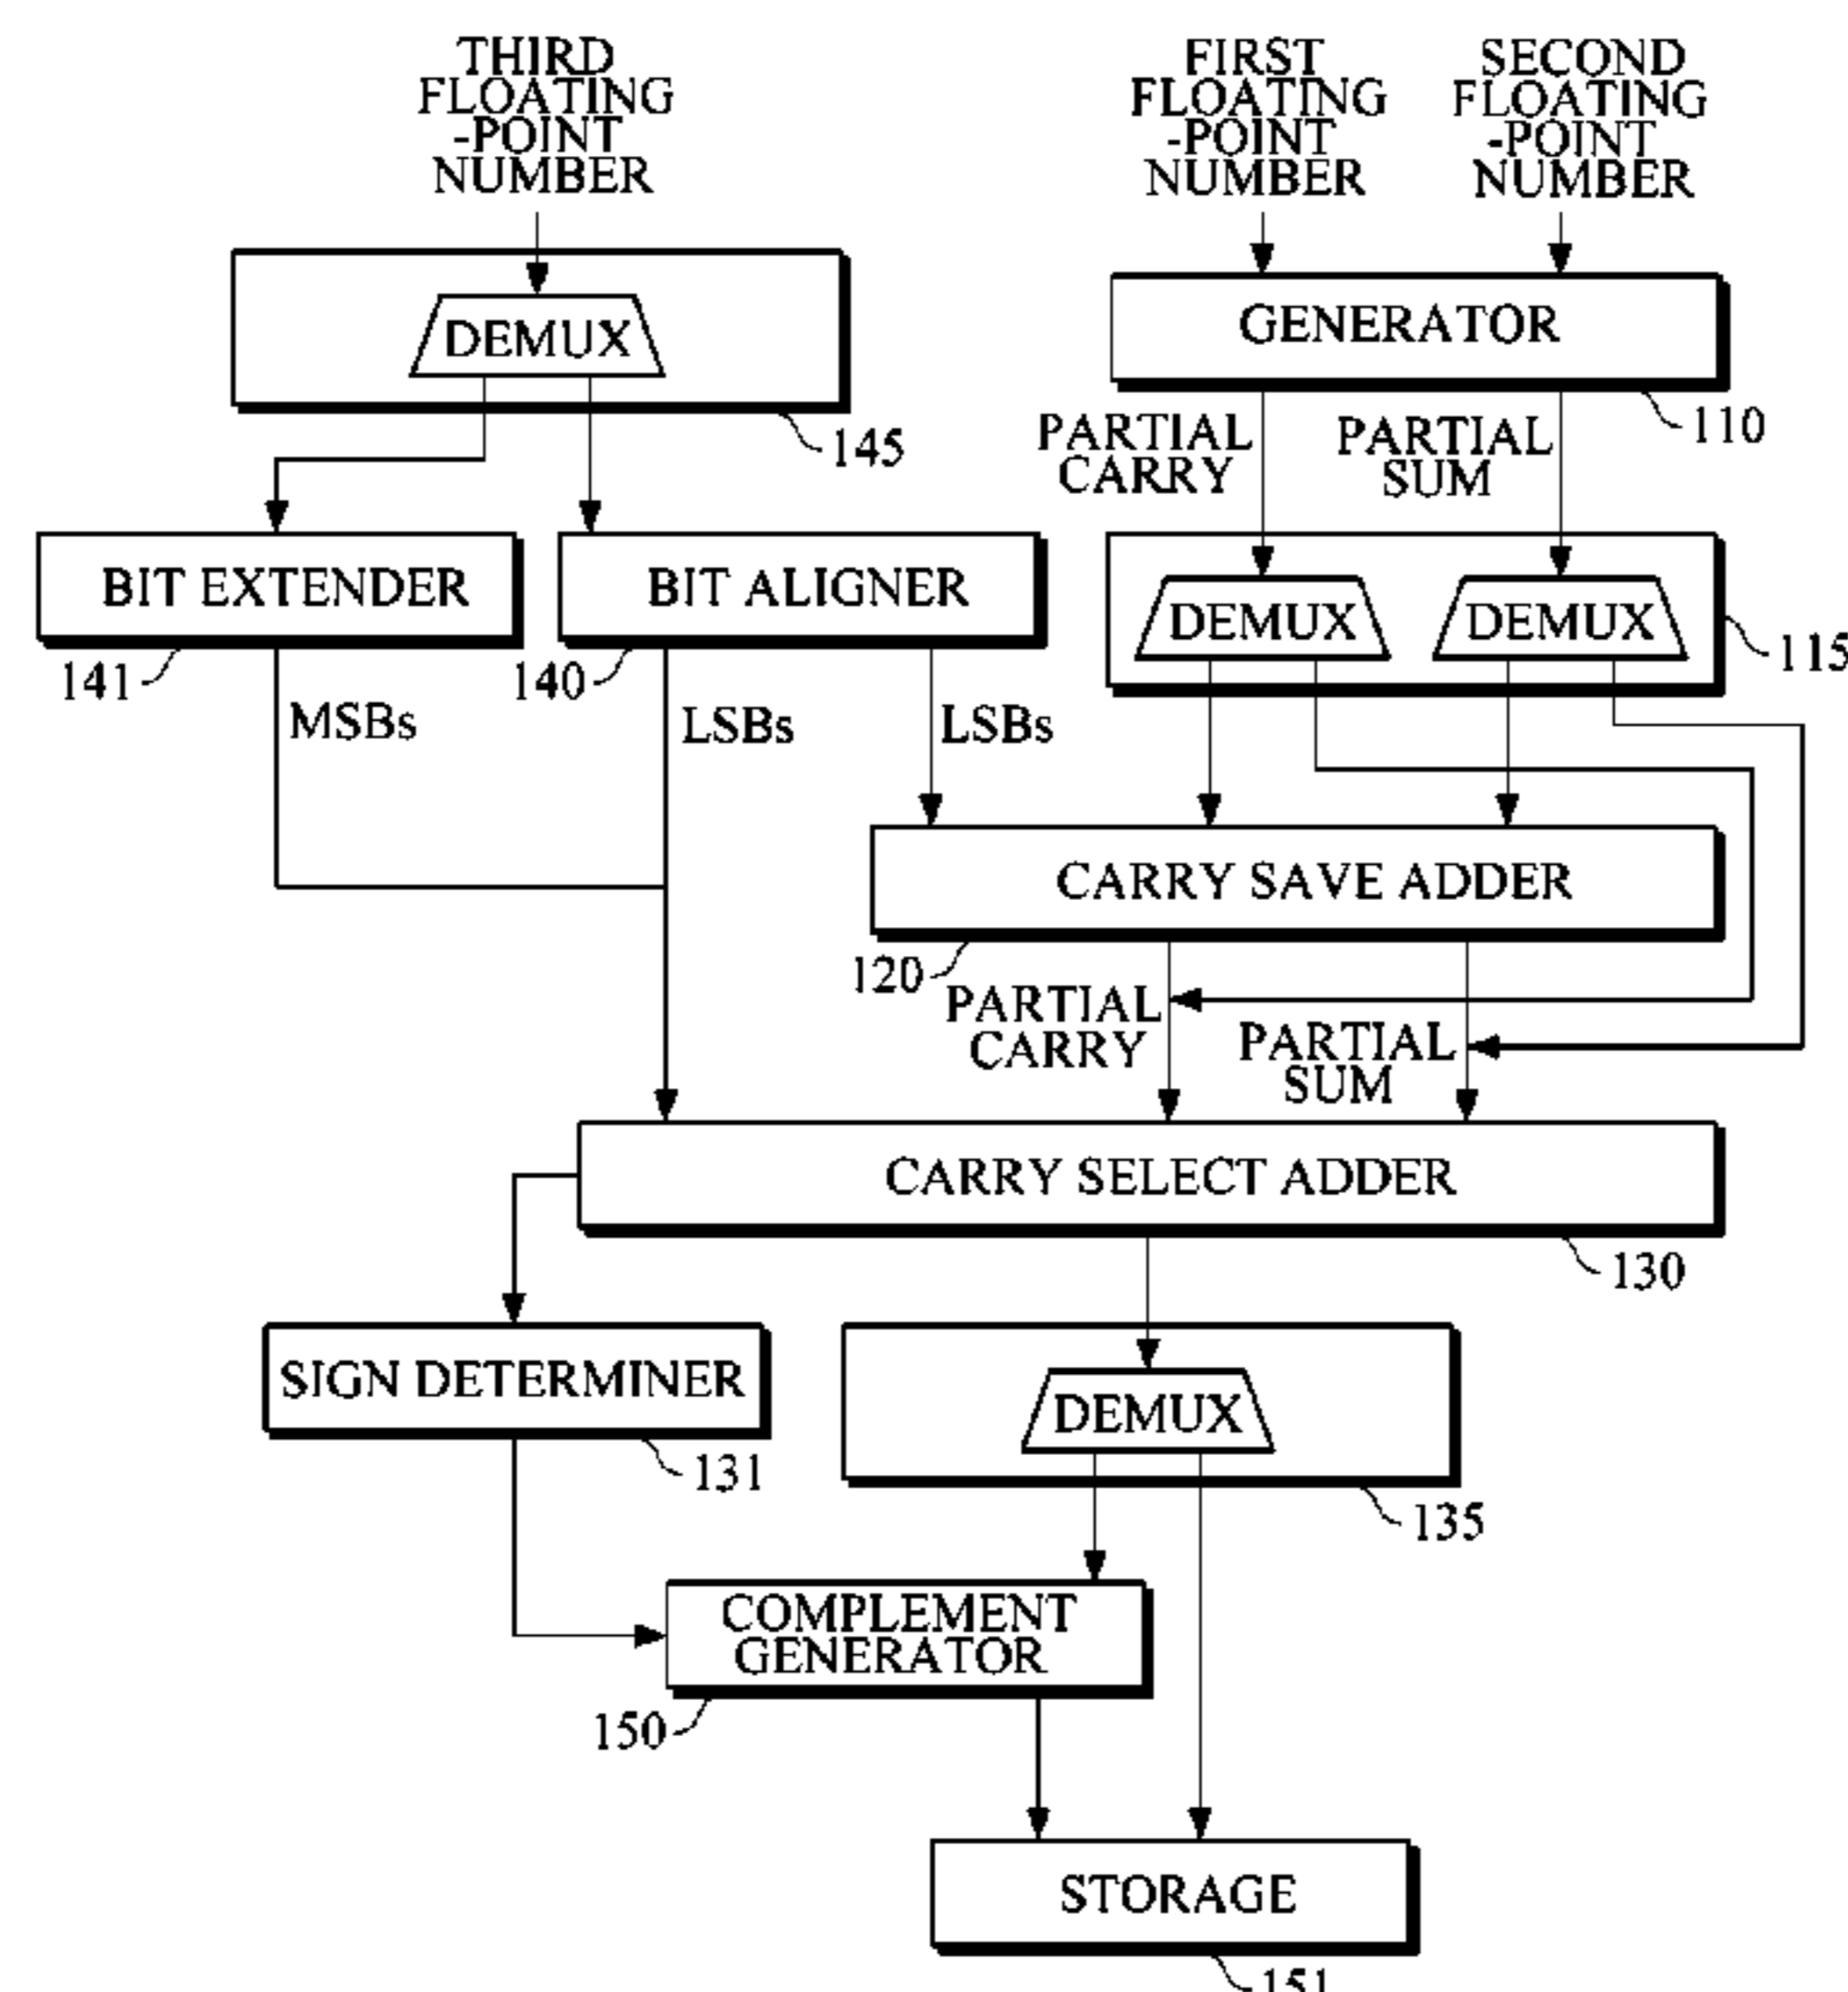 THIRD
FLOATING
-POINT
NUMBER
FIRST
FLOATING
-POINT
NUMBER
SECOND
FLOATING
-POINT
NUMBER
DEMUX
145
GENERATOR
110
PARTIAL
CARRY
PARTIAL
SUM
BIT EXTENDER
141
BIT ALIGNER
140
DEMUX
DEMUX
115
MSBs
LSBs
LSBs
CARRY SAVE ADDER
120
PARTIAL
CARRY
PARTIAL
SUM
CARRY SELECT ADDER
130
SIGN DETERMINER
131
DEMUX
135
COMPLEMENT
GENERATOR
150
STORAGE
151